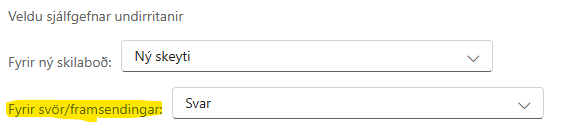 Veldu sjálfgefnar undirritanir
Fyrir ný skilaboð: Ný skeyti
Fyrir svör/framsendingar: Svar